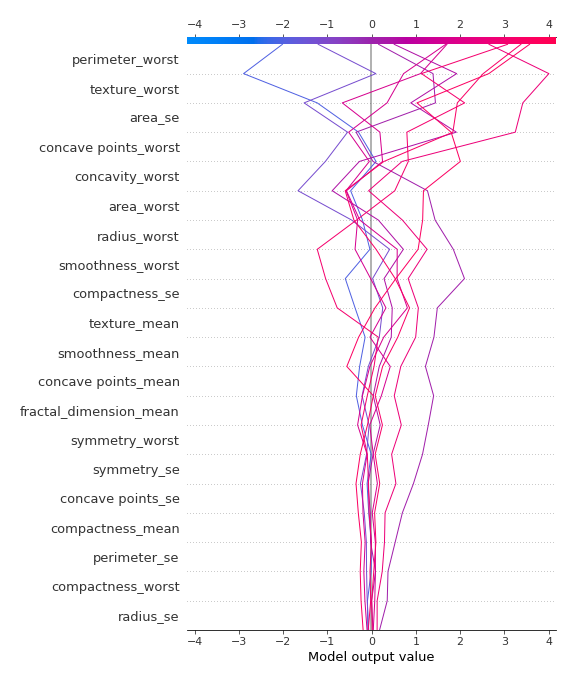 −4 −3 −2 −1 0 1 2 3 4
perimeter_worst
texture_worst
area_se
concave points_worst
concavity_worst
area_worst
radius_worst
smoothness_worst
compactness_se
texture_mean
smoothness_mean
concave points_mean
fractal_dimension_mean
symmetry_worst
symmetry_se
concave points_se
compactness_mean
perimeter_se
compactness_worst
radius_se
−4 −3 −2 −1 0 1 2 3 4
Model output value